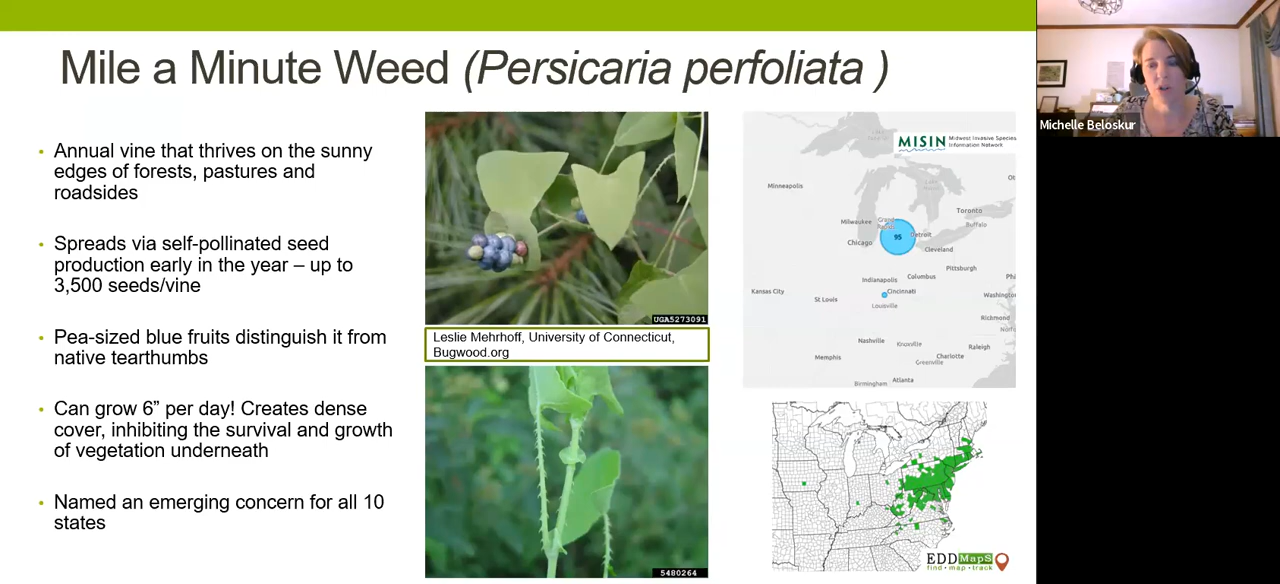 Mile a Minute Weed (Persicaria perfoliata )
• Annual vine that thrives in the sunny
edges of forests, pastures and
roadsides
• Spreads via self-pollinated seed
production early in the year – up to
3,500 seeds/vine
• Pea-sized blue fruits distinguish it from
native tearthumbs
• Can grow 6” per day! Creates dense
cover, inhibiting the survival and growth
of vegetation underneath
• Named an emerging concern for all 10
states
UGA5273091
Leslie Mehrhoff, University of Connecticut,
Bugwood.org
5480264
MISIN Midwest Invasive Species
Information Network
Minneapolis
Ot
Toronto
Milwaukee
Grand
Rapids
Buffalo
95
Detroit
Chicago
Cleveland
Pittsburgh
Indianapolis
Columbus
Phi
Kansas City
Cincinnati
St Louis
Washington
Louisville
Richmond
Norfo
Nashville
Knoxville
Raleigh
Memphis
Charlotte
Greenville
Birmingham
Atlanta
EDDMapS
find • map • track
Michelle Beloskur